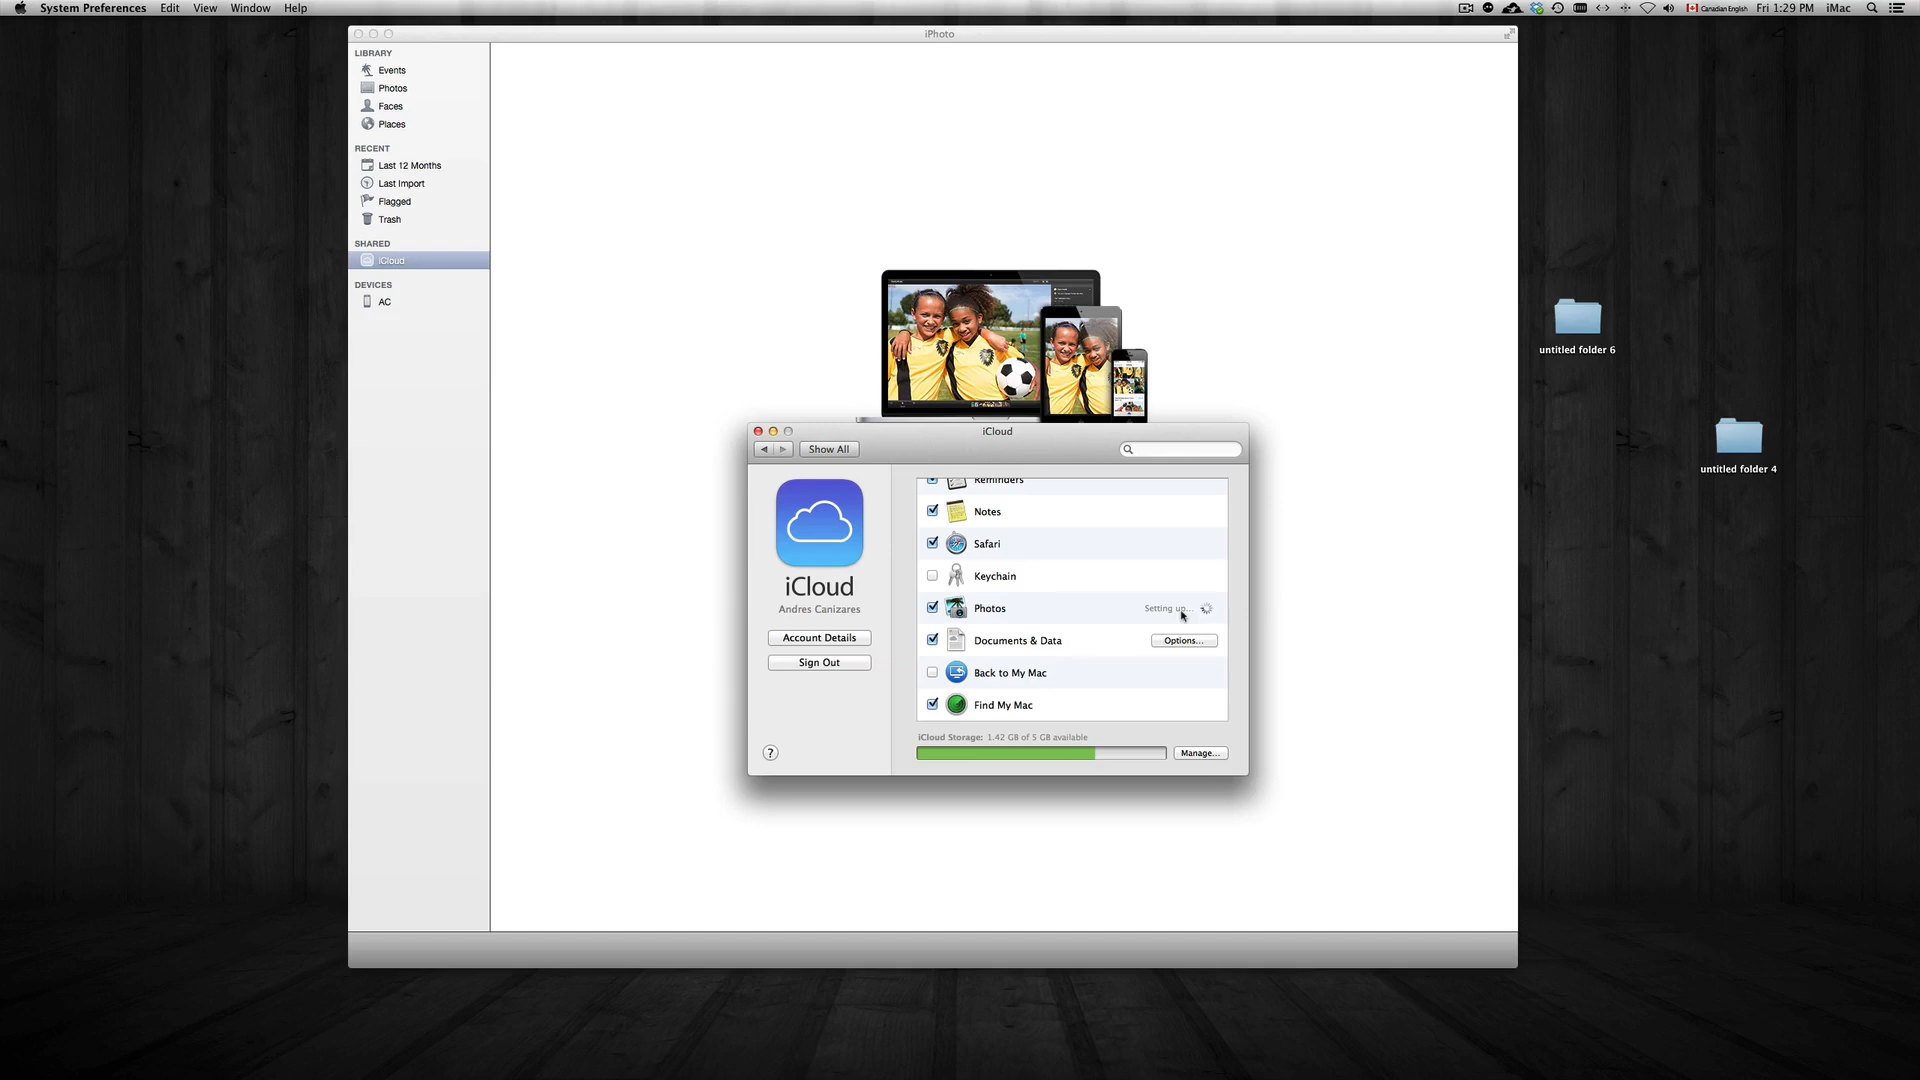 System Preferences Edit View Window Help
Canadian English Fri 1:29 PM iMac
iPhoto
LIBRARY
Events
Photos
Faces
Places
RECENT
Last 12 Months
Last Import
Flagged
Trash
SHARED
iCloud
DEVICES
AC
untitled folder 6
untitled folder 4
iCloud
Show All
iCloud
Andres Canizares
Account Details
Sign Out
?
Reminders
Notes
Safari
Keychain
Photos Setting up...
Documents & Data Options...
Back to My Mac
Find My Mac
iCloud Storage: 1.42 GB of 5 GB available
Manage...